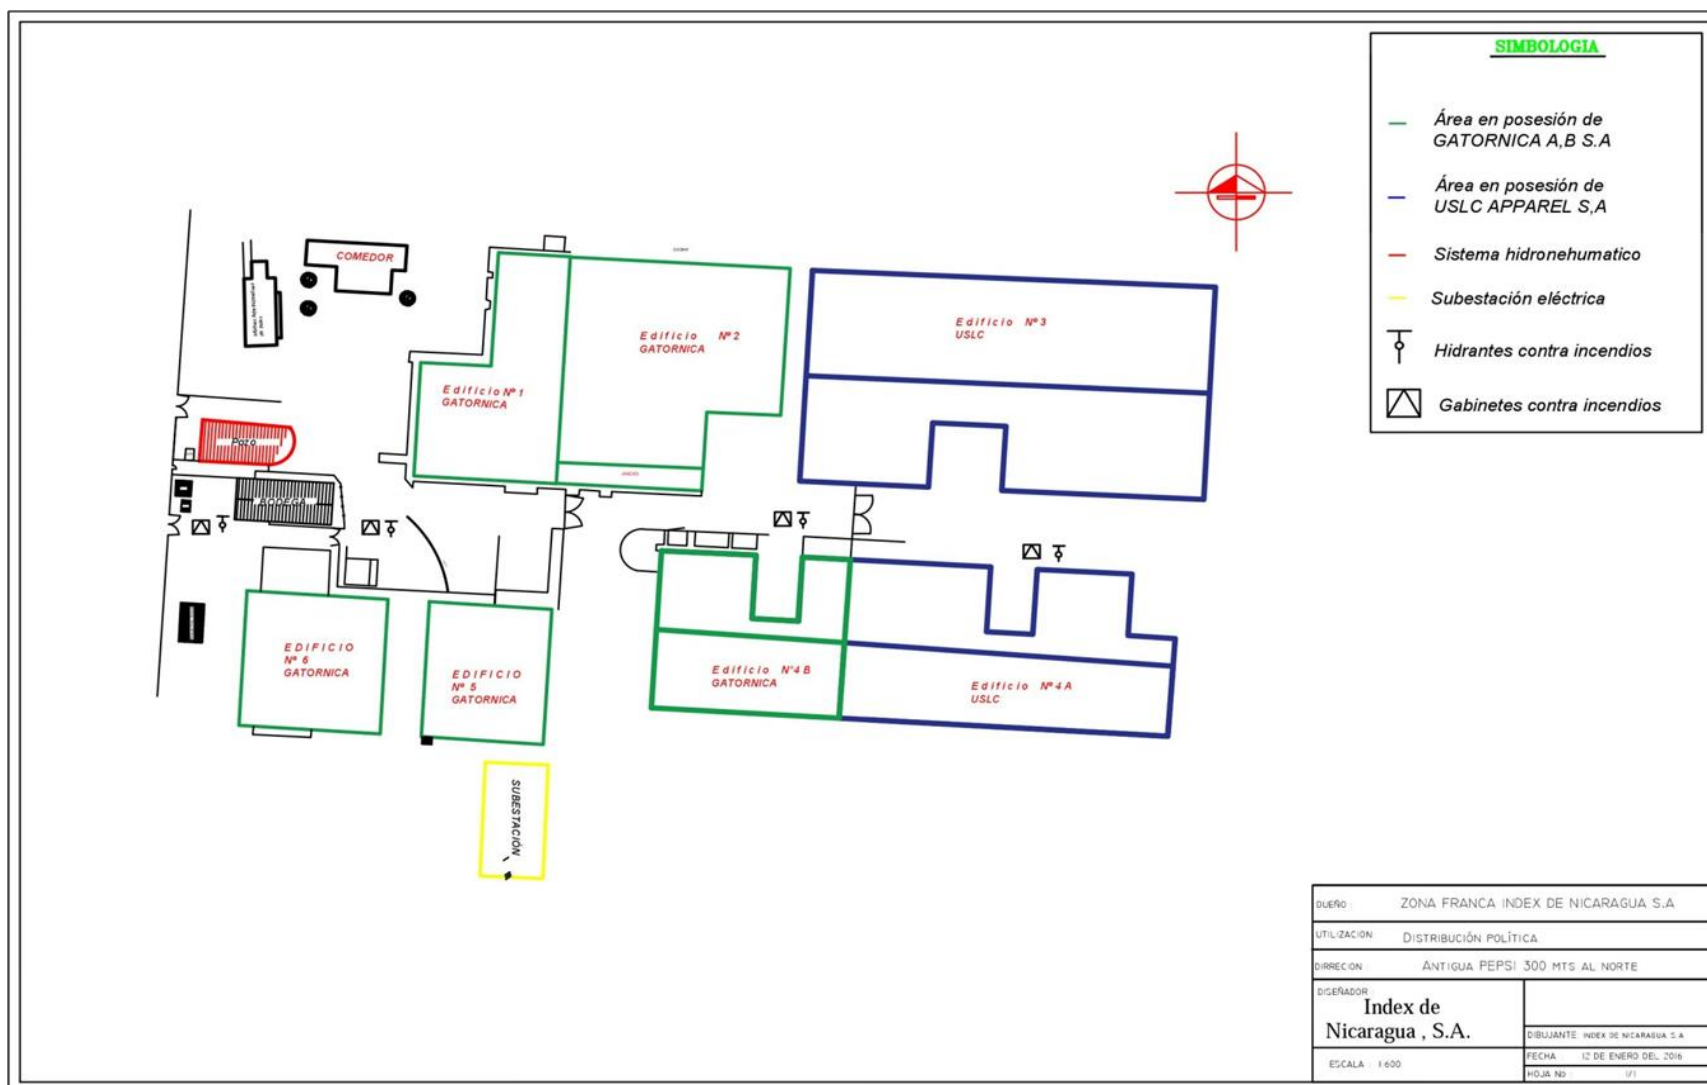 SIMBOLOGIA
Área en posesión de
GATORNICA A,B S.A
Área en posesión de
USLC APPAREL S,A
Sistema hidronehumatico
Subestación eléctrica
Hidrantes contra incendios
Gabinetes contra incendios
COMEDOR
Edificio Nº 2
GATORNICA
Edificio Nº 3
USLC
Edificio Nº 1
GATORNICA
Pozo
BODEGA
EDIFICIO
Nº 6
GATORNICA
EDIFICIO
Nº 5
GATORNICA
Edificio Nº 4 B
GATORNICA
Edificio Nº 4 A
USLC
SUBESTACIÓN
DUEÑO : ZONA FRANCA INDEX DE NICARAGUA S.A
UTILIZACION DISTRIBUCIÓN POLÍTICA
DIRRECION : ANTIGUA PEPSI 300 MTS AL NORTE
DISEÑADOR :
Index de
Nicaragua , S.A.
DIBUJANTE: INDEX DE NICARAGUA S.A
ESCALA : 1:600
FECHA 12 DE ENERO DEL 2016
HOJA No : 1/1